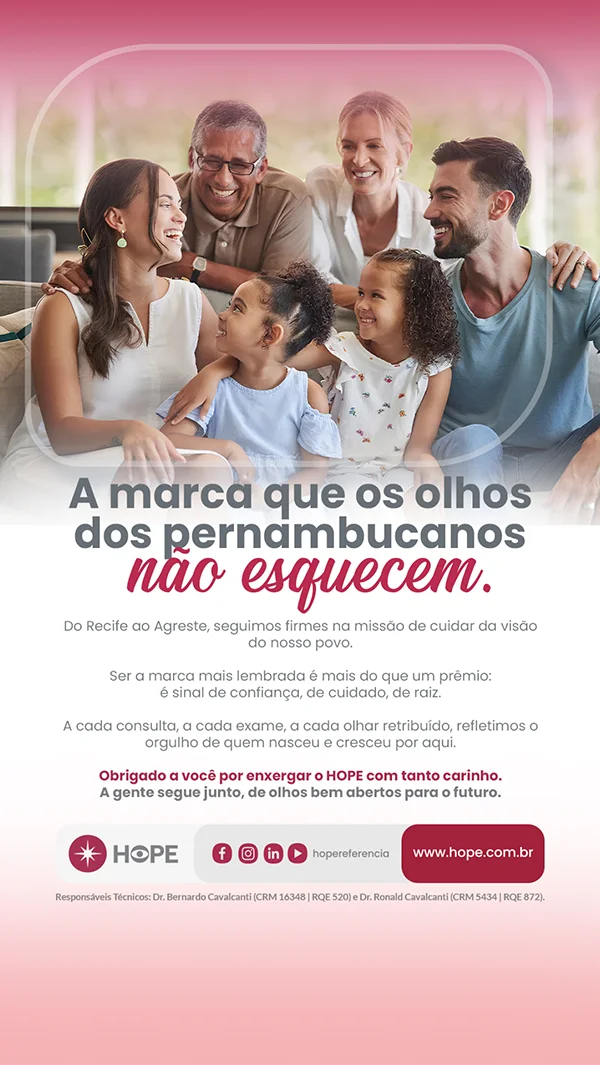 A marca que os olhos
dos pernambucanos
não esquecem.
Do Recife ao Agreste, seguimos firmes na missão de cuidar da visão
do nosso povo.
Ser a marca mais lembrada é mais do que um prêmio:
é sinal de confiança, de cuidado, de raiz.
A cada consulta, a cada exame, a cada olhar retribuído, refletimos o
orgulho de quem nasceu e cresceu por aqui.
Obrigado a você por enxergar o HOPE com tanto carinho.
A gente segue junto, de olhos bem abertos para o futuro.
HOPE
hopereferencia
www.hope.com.br
Responsáveis Técnicos: Dr. Bernardo Cavalcanti (CRM 16348 | RQE 520) e Dr. Ronald Cavalcanti (CRM 5434 | RQE 872).